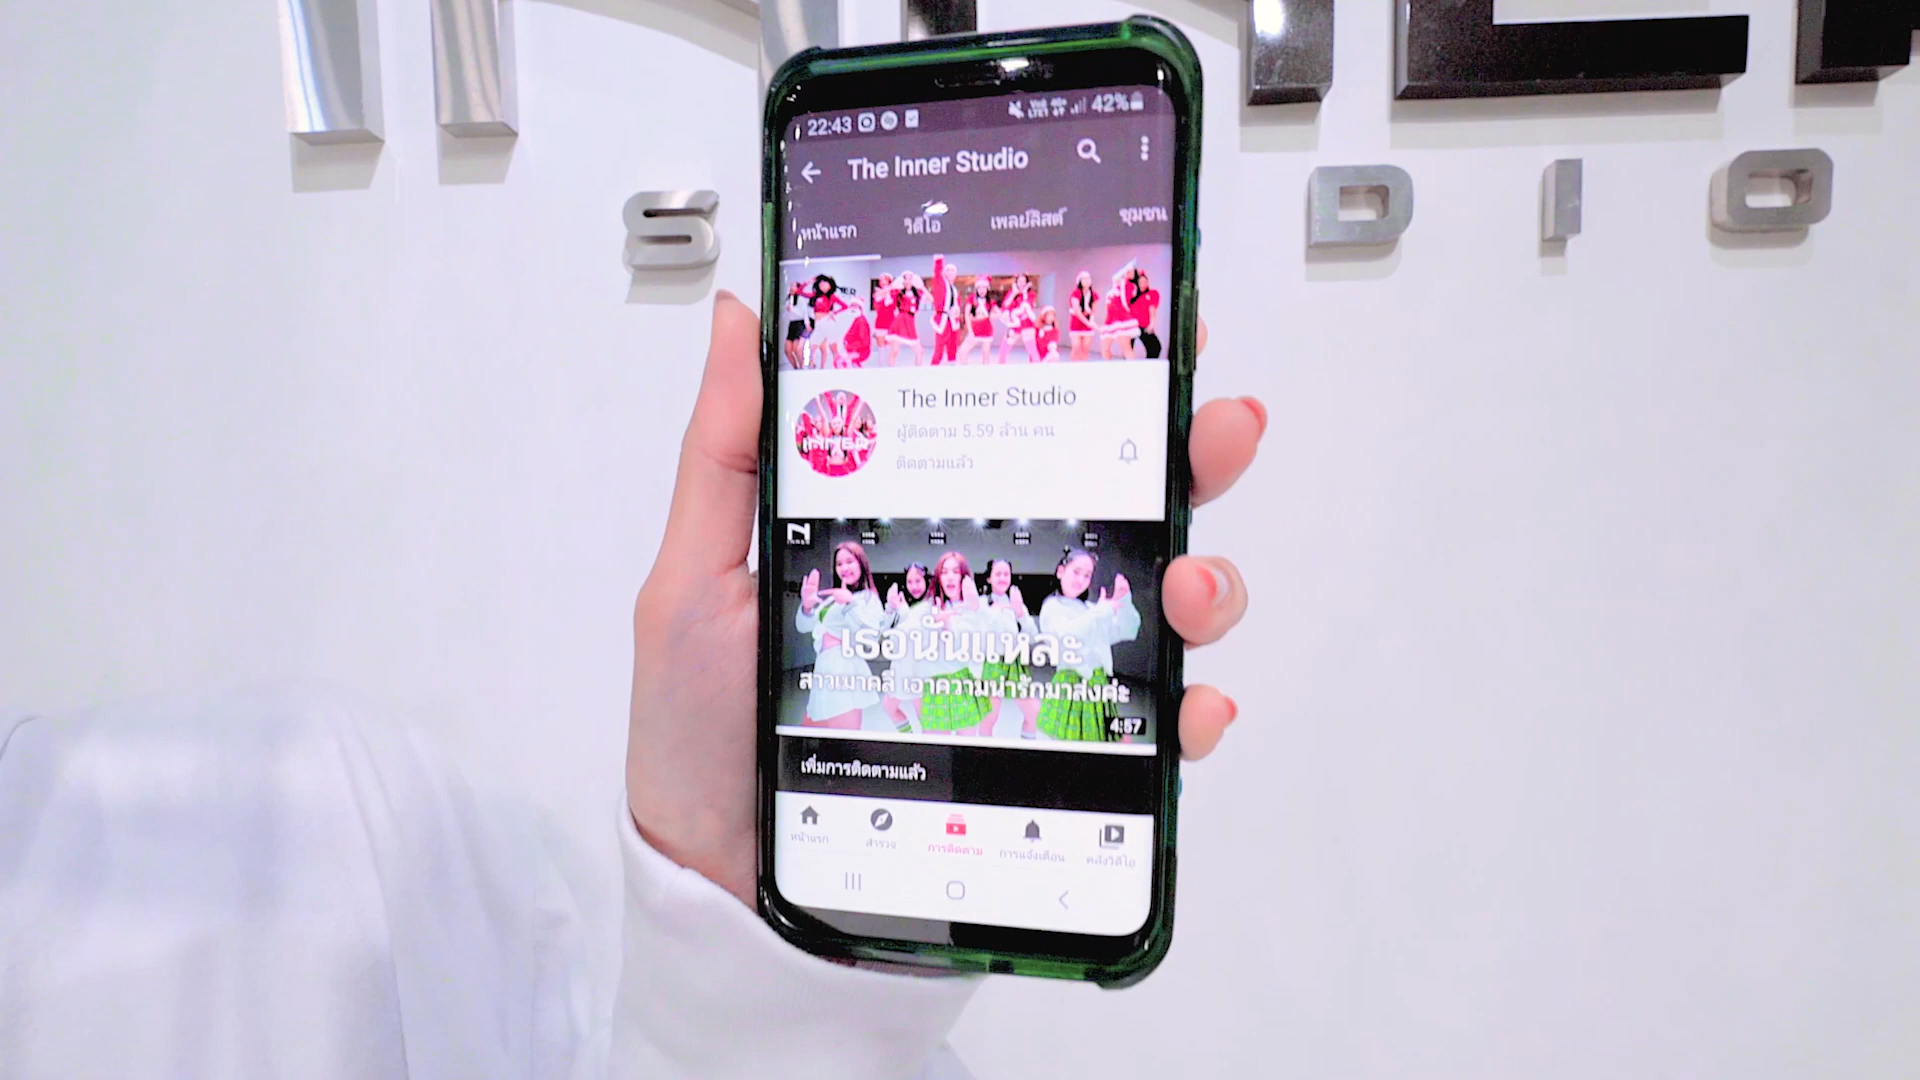 S DIO
22:43 42%
The Inner Studio
หน้าแรก วิดีโอ เพลย์ลิสต์ ชุมชน
The Inner Studio
ผู้ติดตาม 5.59 ล้าน คน
ติดตามแล้ว
INNER
เธอนั่นแหละ
สาวเมาคลี เอาความน่ารักมาส่งค่ะ
4:57
เพิ่มการติดตามแล้ว
หน้าแรก สำรวจ การติดตาม การแจ้งเตือน คลังวิดีโอ